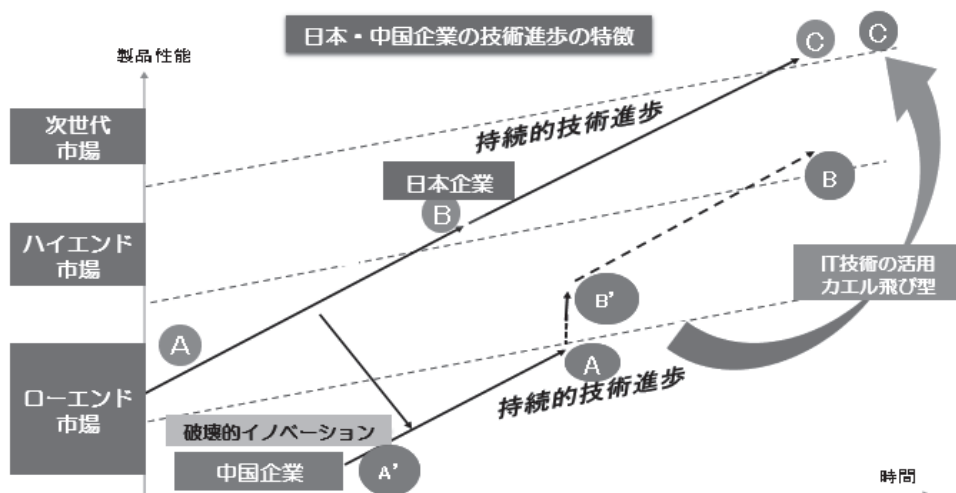 日本・中国企業の技術進歩の特徴
製品性能
C
C
次世代
市場
持続的技術進歩
日本企業
B
B
ハイエンド
市場
IT技術の活用
カエル飛び型
B'
A
A
ローエンド
市場
持続的技術進歩
破壊的イノベーション
中国企業
A'
時間